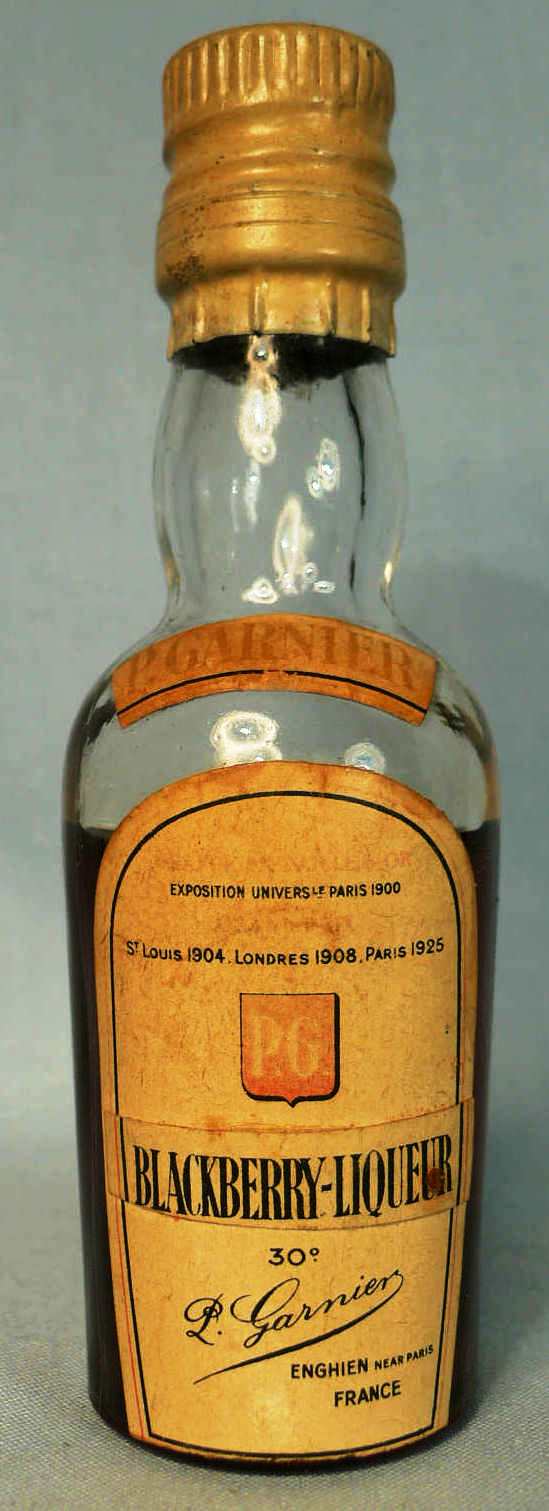 P. GARNIER
EXPOSITION UNIVERSLE PARIS 1900
ST LOUIS 1904. LONDRES 1908. PARIS 1925
P.G.
BLACKBERRY-LIQUEUR
30º
P. Garnier
ENGHIEN NEAR PARIS
FRANCE